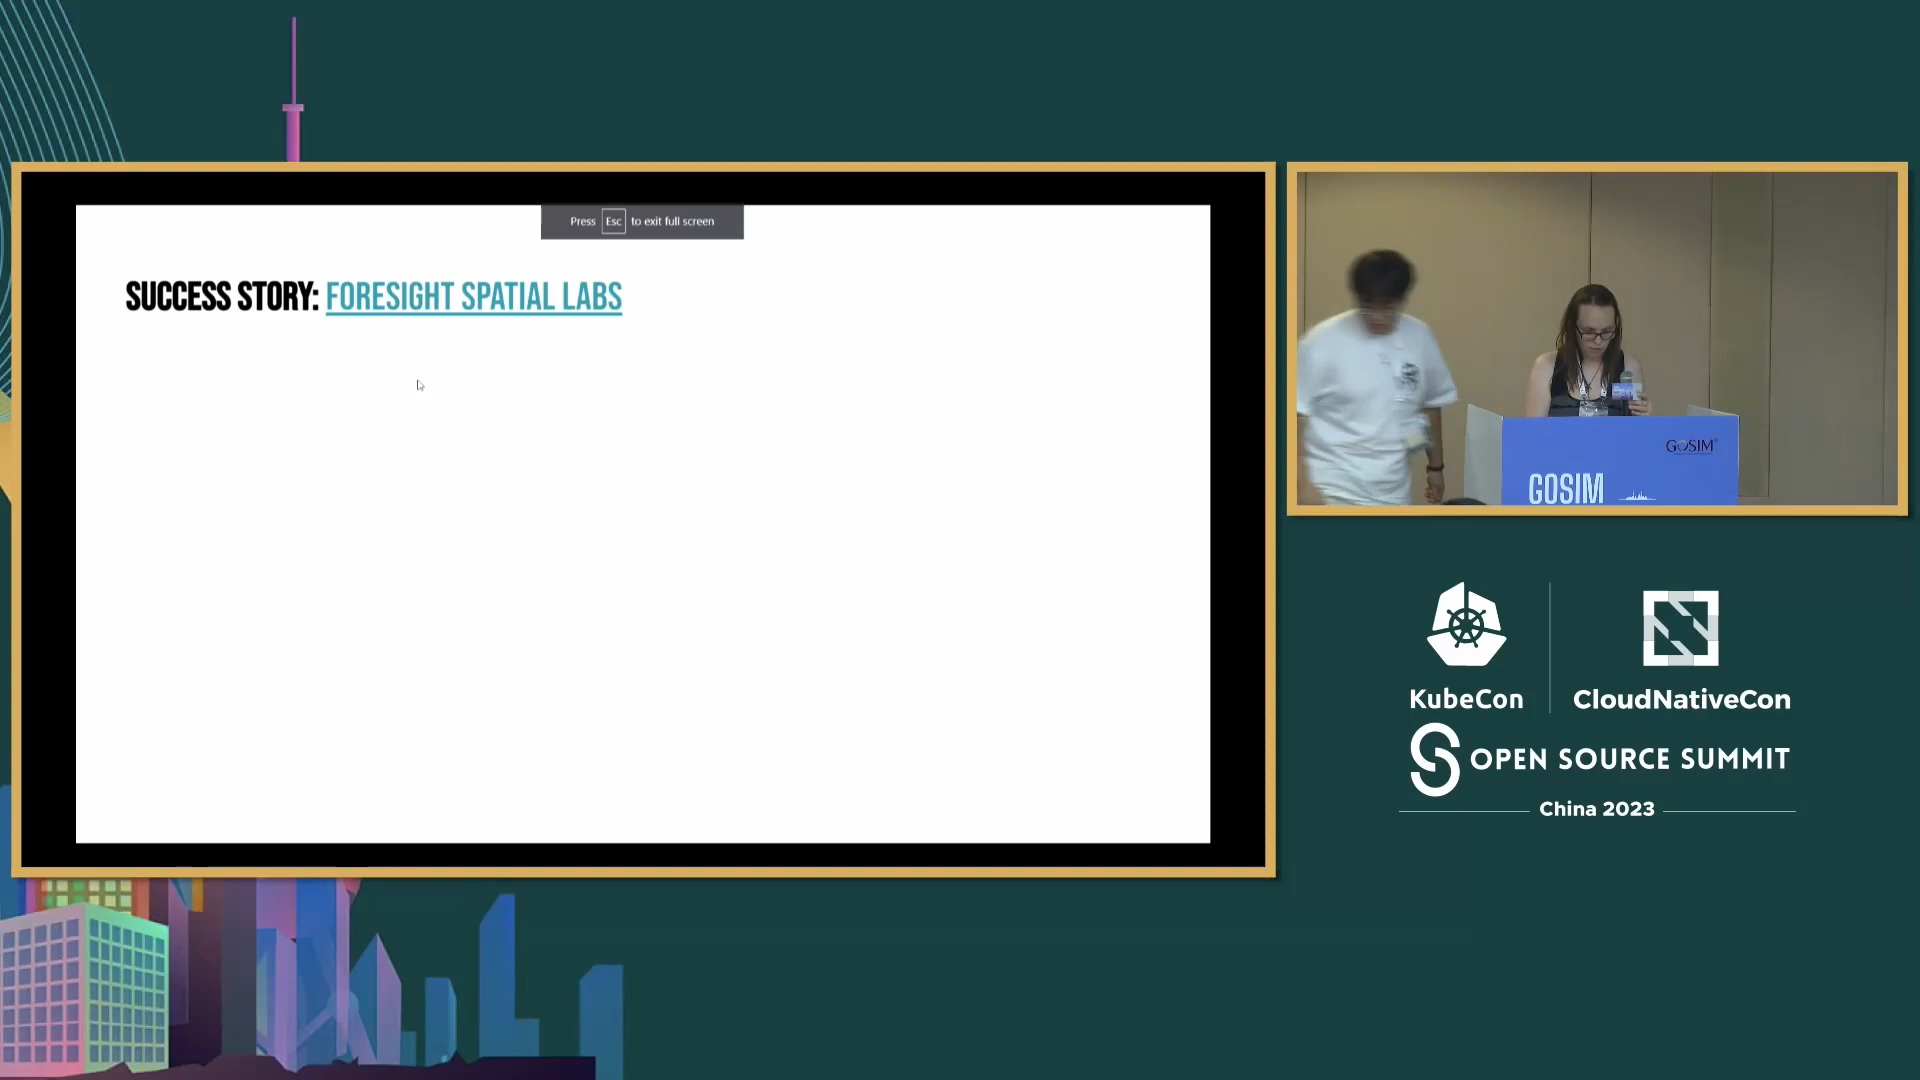 Press Esc to exit full screen
SUCCESS STORY: FORESIGHT SPATIAL LABS
GOSIM
GOSIM
KubeCon
CloudNativeCon
OPEN SOURCE SUMMIT
China 2023